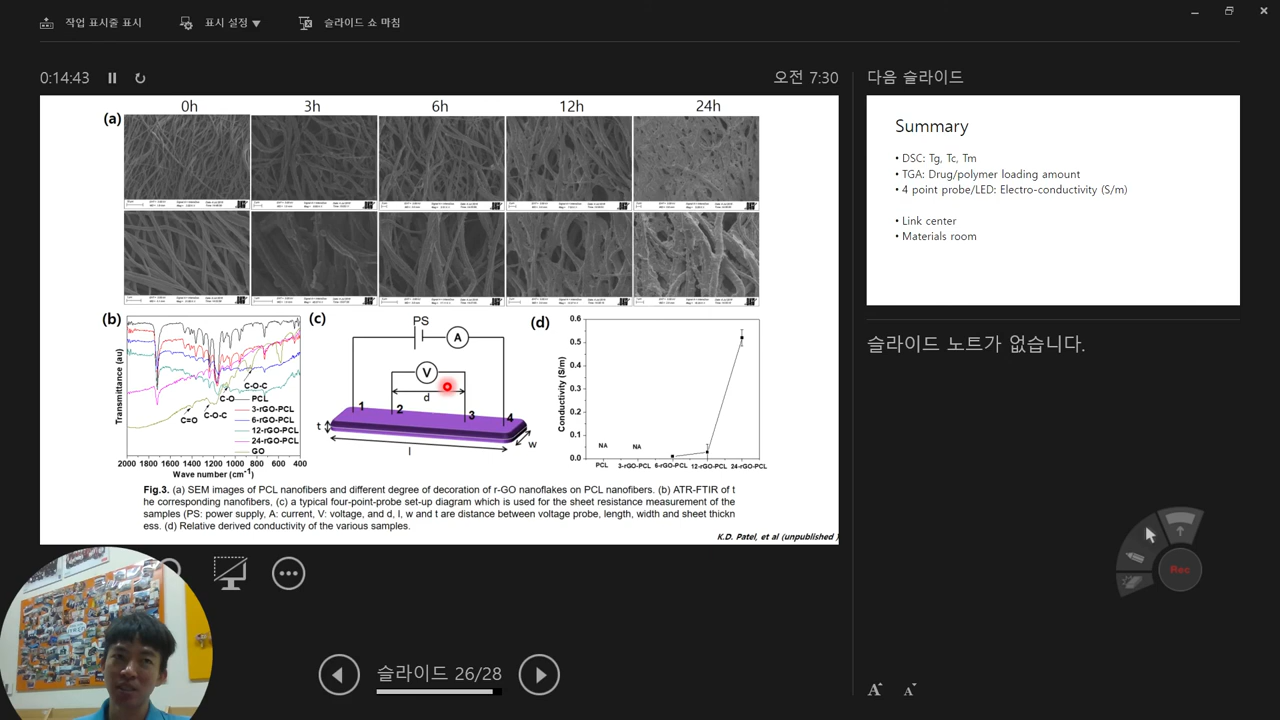 작업 표시줄 표시
표시 설정 ▼
슬라이드 쇼 마침
0:14:43
오전 7:30
다음 슬라이드
0h 3h 6h 12h 24h
(a)
(b)
Transmittance (au)
C=O
C-O-C
C-O
C-O-C
PCL
3-rGO-PCL
6-rGO-PCL
12-rGO-PCL
24-rGO-PCL
GO
2000 1800 1600 1400 1200 1000 800 600 400
Wave number (cm-1)
(c)
PS
A
V
d
1
2
3
4
t
l
w
(d)
Conductivity (S/m)
0.6
0.5
0.4
0.3
0.2
0.1
0.0
NA
NA
PCL 3-rGO-PCL 6-rGO-PCL 12-rGO-PCL 24-rGO-PCL
Fig.3. (a) SEM images of PCL nanofibers and different degree of decoration of r-GO nanoflakes on PCL nanofibers. (b) ATR-FTIR of t
he corresponding nanofibers, (c) a typical four-point-probe set-up diagram which is used for the sheet resistance measurement of the
samples (PS: power supply, A: current, V: voltage, and d, l, w and t are distance between voltage probe, length, width and sheet thickn
ess. (d) Relative derived conductivity of the various samples.
K.D. Patel, et al (unpublished )
Summary
• DSC: Tg, Tc, Tm
• TGA: Drug/polymer loading amount
• 4 point probe/LED: Electro-conductivity (S/m)
• Link center
• Materials room
슬라이드 노트가 없습니다.
Rec
슬라이드 26/28
A A